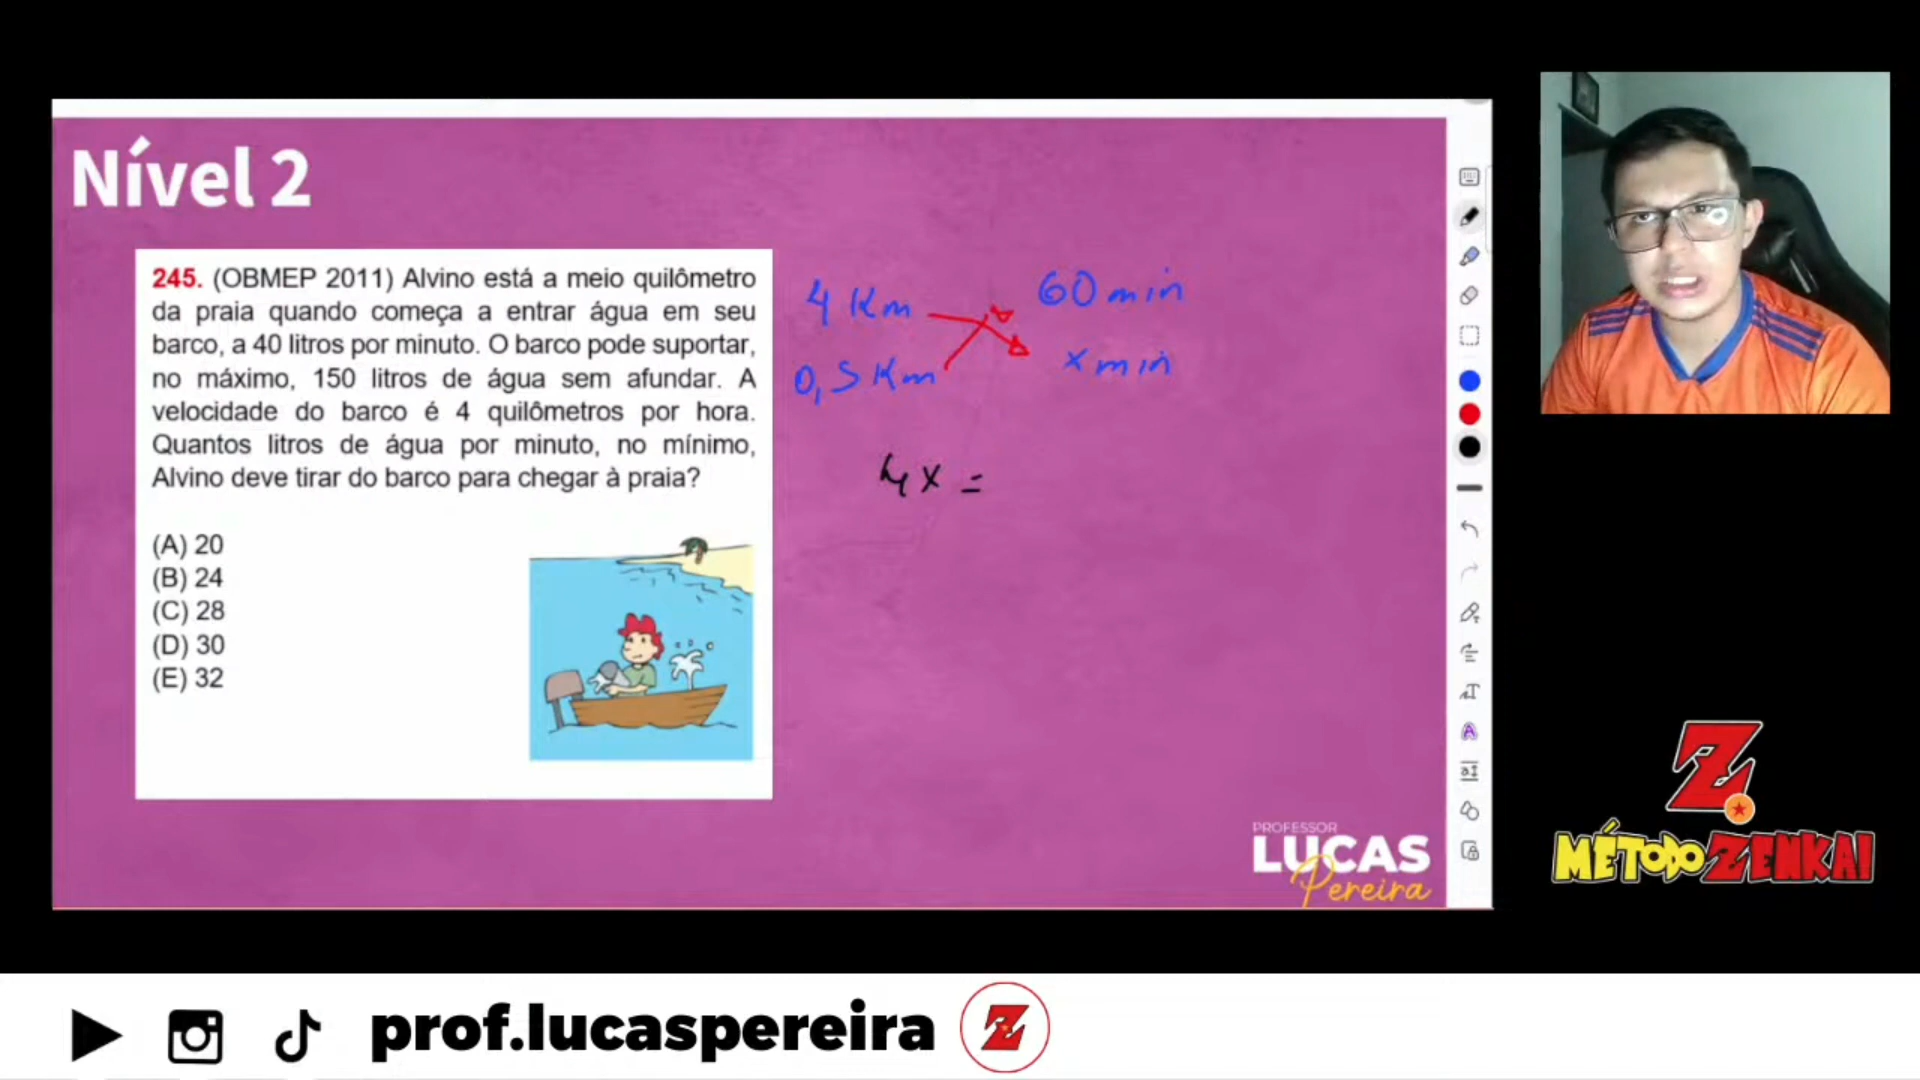 Nível 2
245. (OBMEP 2011) Alvino está a meio quilômetro
da praia quando começa a entrar água em seu
barco, a 40 litros por minuto. O barco pode suportar,
no máximo, 150 litros de água sem afundar. A
velocidade do barco é 4 quilômetros por hora.
Quantos litros de água por minuto, no mínimo,
Alvino deve tirar do barco para chegar à praia?
(A) 20
(B) 24
(C) 28
(D) 30
(E) 32
4 Km 60 min
0,5 Km x min
4x =
PROFESSOR
LUCAS
Pereira
Z
MÉTODO ZENKAI
prof.lucaspereira
Z